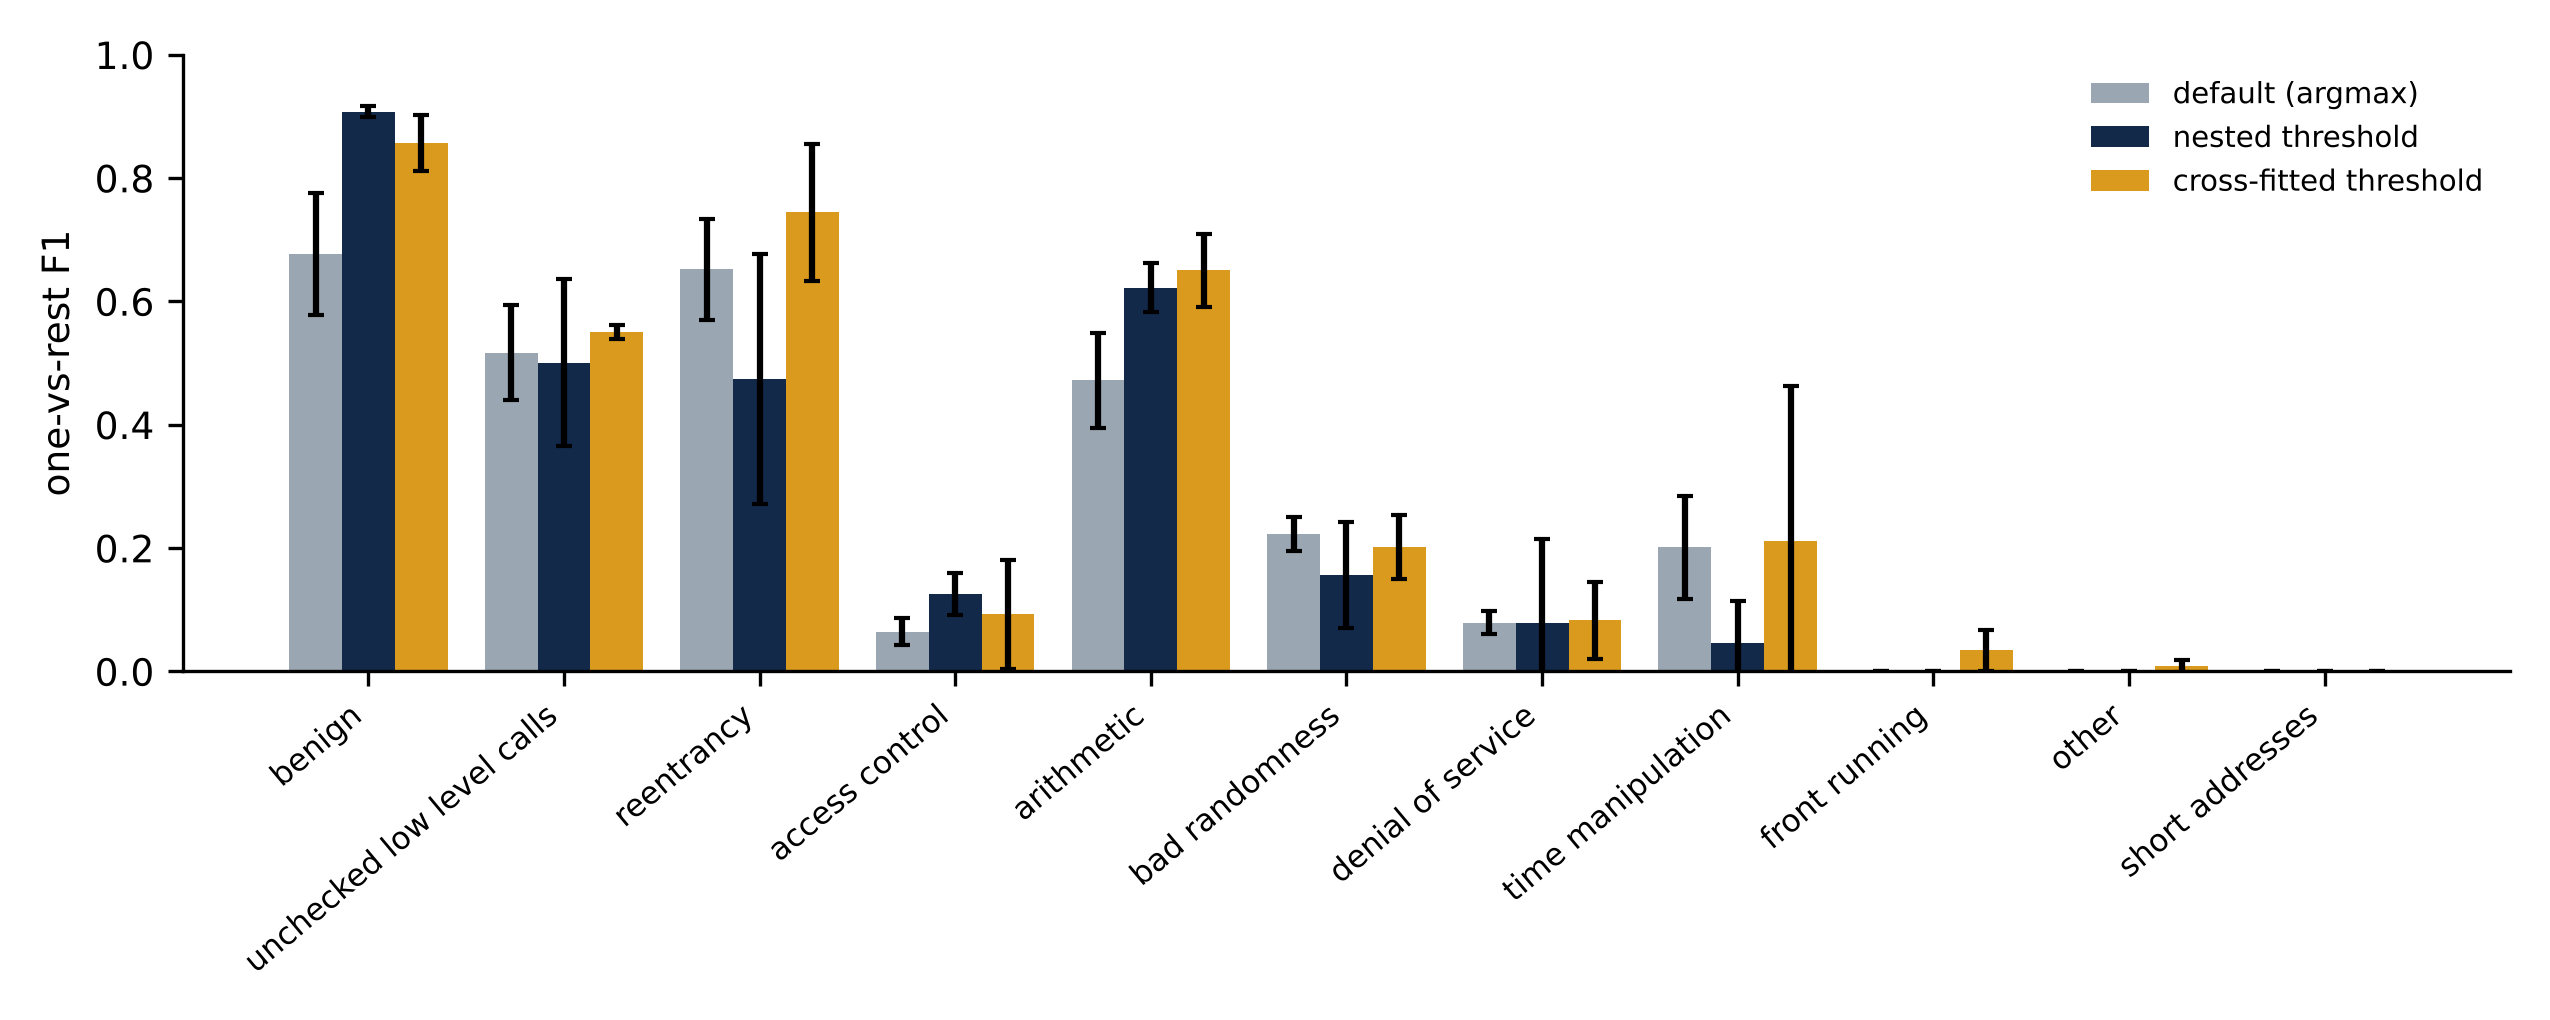 1.0
0.8
0.6
0.4
0.2
0.0
one-vs-rest F1
default (argmax)
nested threshold
cross-fitted threshold
benign
unchecked low level calls
reentrancy
access control
arithmetic
bad randomness
denial of service
time manipulation
front running
other
short addresses